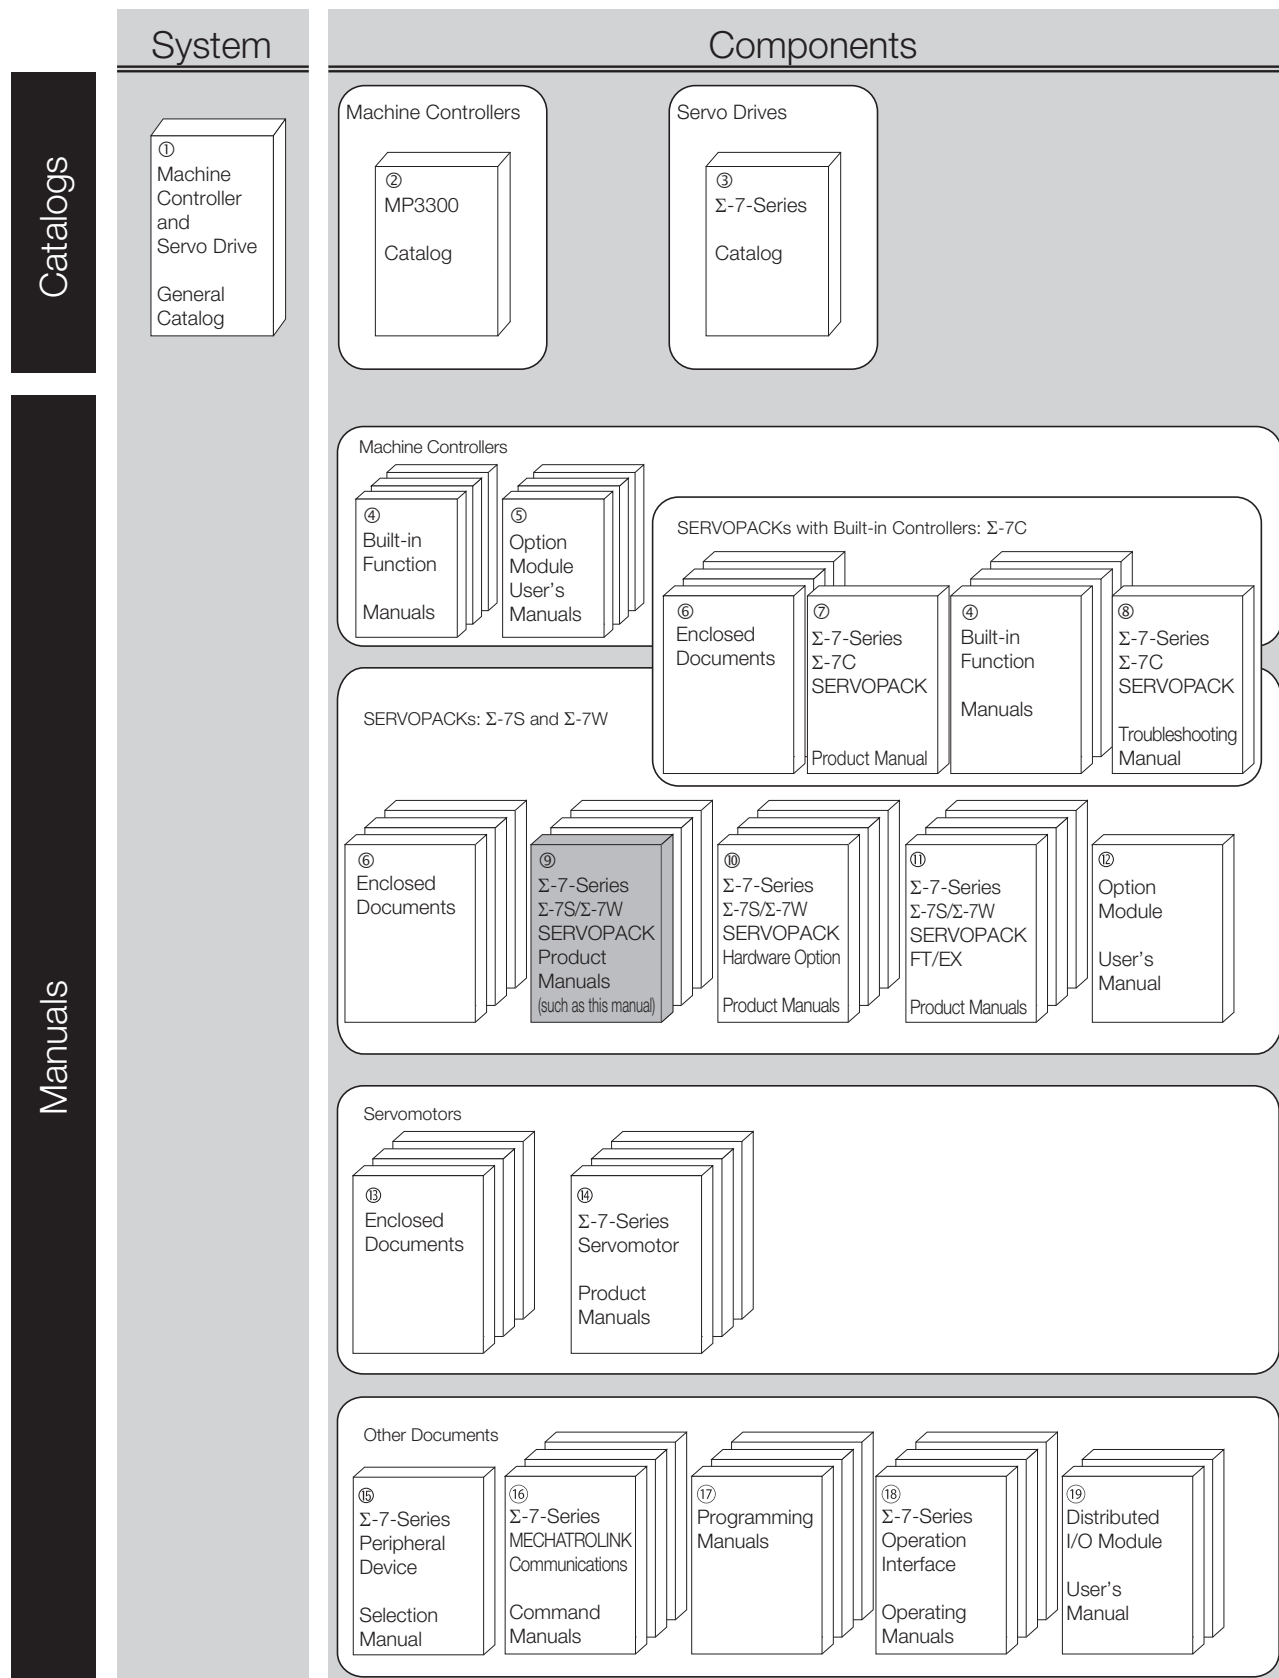 System
Components
Catalogs
①
Machine
Controller
and
Servo Drive
General
Catalog
Machine Controllers
②
MP3300
Catalog
Servo Drives
③
Σ-7-Series
Catalog
Manuals
Machine Controllers
④
Built-in
Function
Manuals
⑤
Option
Module
User's
Manuals
SERVOPACKs with Built-in Controllers: Σ-7C
⑥
Enclosed
Documents
⑦
Σ-7-Series
Σ-7C
SERVOPACK
Product Manual
④
Built-in
Function
Manuals
⑧
Σ-7-Series
Σ-7C
SERVOPACK
Troubleshooting
Manual
SERVOPACKs: Σ-7S and Σ-7W
⑥
Enclosed
Documents
⑨
Σ-7-Series
Σ-7S/Σ-7W
SERVOPACK
Product
Manuals
(such as this manual)
⑩
Σ-7-Series
Σ-7S/Σ-7W
SERVOPACK
Hardware Option
Product Manuals
⑪
Σ-7-Series
Σ-7S/Σ-7W
SERVOPACK
FT/EX
Product Manuals
⑫
Option
Module
User's
Manual
Servomotors
⑬
Enclosed
Documents
⑭
Σ-7-Series
Servomotor
Product
Manuals
Other Documents
⑮
Σ-7-Series
Peripheral
Device
Selection
Manual
⑯
Σ-7-Series
MECHATROLINK
Communications
Command
Manuals
⑰
Programming
Manuals
⑱
Σ-7-Series
Operation
Interface
Operating
Manuals
⑲
Distributed
I/O Module
User's
Manual